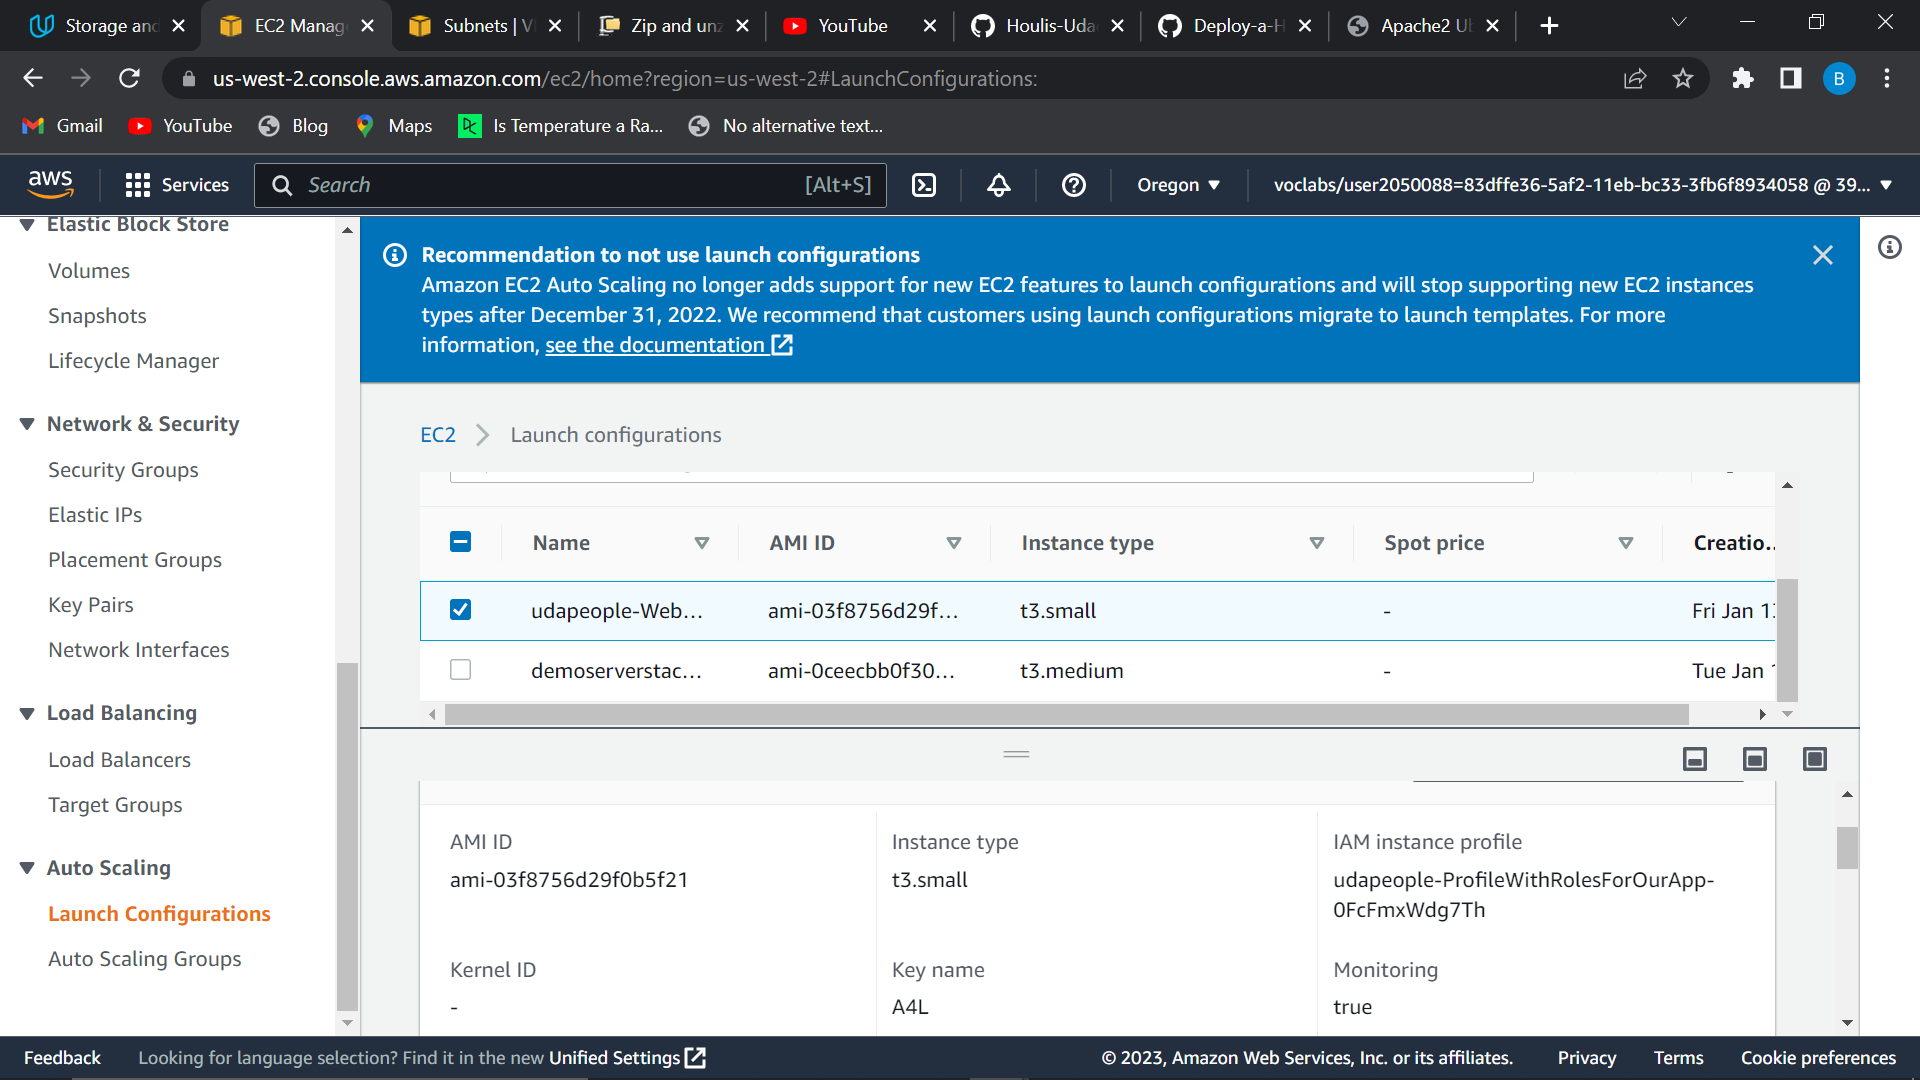 Storage and
EC2 Manag
Subnets | V
Zip and unz
YouTube
Houlis-Uda
Deploy-a-H
Apache2 Ub
us-west-2.console.aws.amazon.com/ec2/home?region=us-west-2#LaunchConfigurations:
B
Gmail
YouTube
Blog
Maps
Is Temperature a Ra...
No alternative text...
aws
Services
Search
[Alt+S]
Oregon
voclabs/user2050088=83dffe36-5af2-11eb-bc33-3fb6f8934058 @ 39...
Elastic Block Store
Volumes
Snapshots
Lifecycle Manager
Network & Security
Security Groups
Elastic IPs
Placement Groups
Key Pairs
Network Interfaces
Load Balancing
Load Balancers
Target Groups
Auto Scaling
Launch Configurations
Auto Scaling Groups
Recommendation to not use launch configurations
Amazon EC2 Auto Scaling no longer adds support for new EC2 features to launch configurations and will stop supporting new EC2 instances
types after December 31, 2022. We recommend that customers using launch configurations migrate to launch templates. For more
information, see the documentation
EC2
Launch configurations
Name
AMI ID
Instance type
Spot price
Creatio...
udapeople-Web...
ami-03f8756d29f...
t3.small
-
Fri Jan 1
demoserverstac...
ami-0ceecbb0f30...
t3.medium
-
Tue Jan
AMI ID
ami-03f8756d29f0b5f21
Instance type
t3.small
IAM instance profile
udapeople-ProfileWithRolesForOurApp-
0FcFmxWdg7Th
Kernel ID
-
Key name
A4L
Monitoring
true
Feedback
Looking for language selection? Find it in the new Unified Settings
© 2023, Amazon Web Services, Inc. or its affiliates.
Privacy
Terms
Cookie preferences